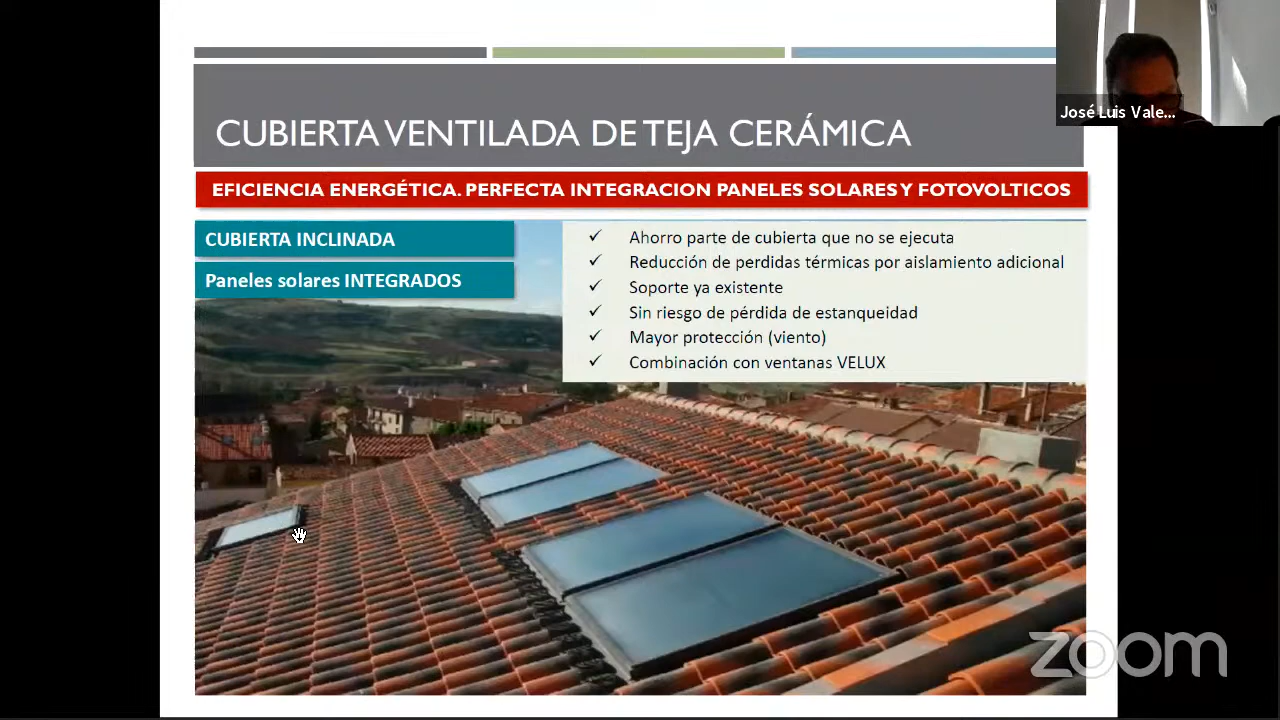 CUBIERTA VENTILADA DE TEJA CERÁMICA
José Luis Vale...
EFICIENCIA ENERGÉTICA. PERFECTA INTEGRACION PANELES SOLARES Y FOTOVOLTICOS
CUBIERTA INCLINADA
Paneles solares INTEGRADOS
✓ Ahorro parte de cubierta que no se ejecuta
✓ Reducción de perdidas térmicas por aislamiento adicional
✓ Soporte ya existente
✓ Sin riesgo de pérdida de estanqueidad
✓ Mayor protección (viento)
✓ Combinación con ventanas VELUX
zoom